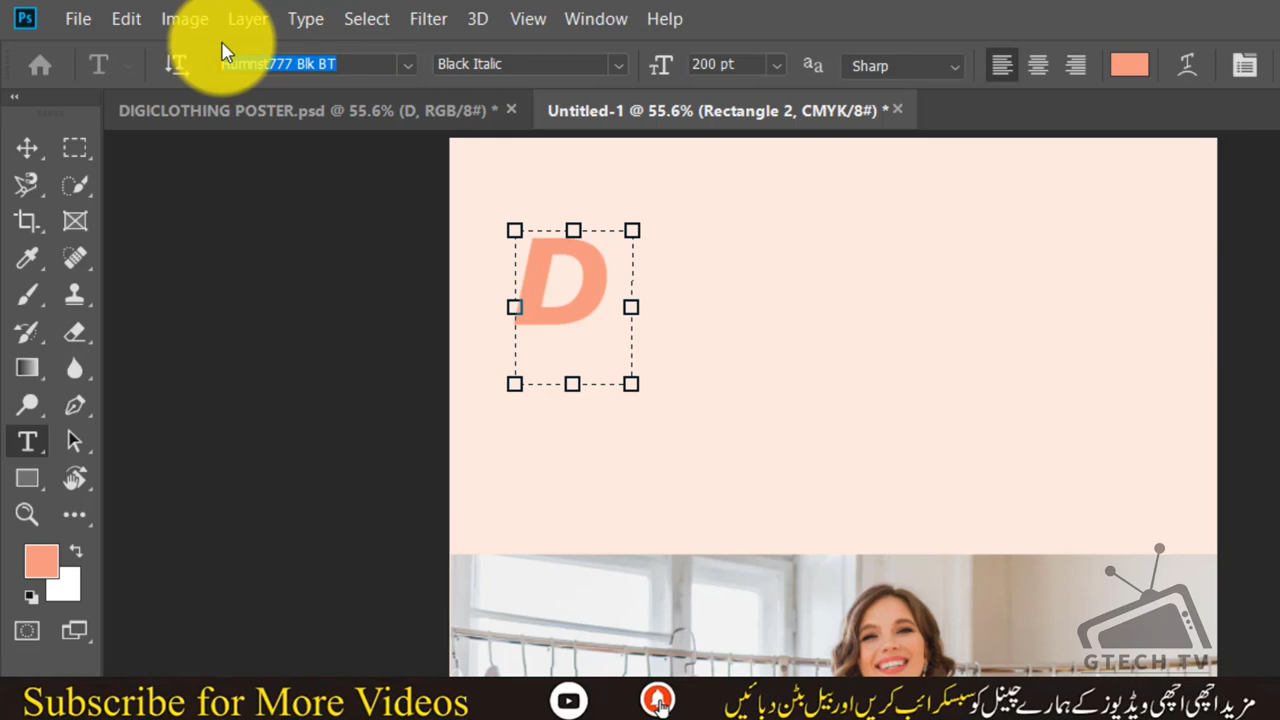 Ps File Edit Image Layer Type Select Filter 3D View Window Help
T Humnst777 Blk BT Black Italic 200 pt Sharp
DIGICLOTHING POSTER.psd @ 55.6% (D, RGB/8#) * × Untitled-1 @ 55.6% (Rectangle 2, CMYK/8#) * ×
D
T
GTECH TV
Subscribe for More Videos مزید اچھی اچھی ویڈیوز کے ہمارے چینل کو سبسکرائب کریں اور بیل بٹن دبائیں